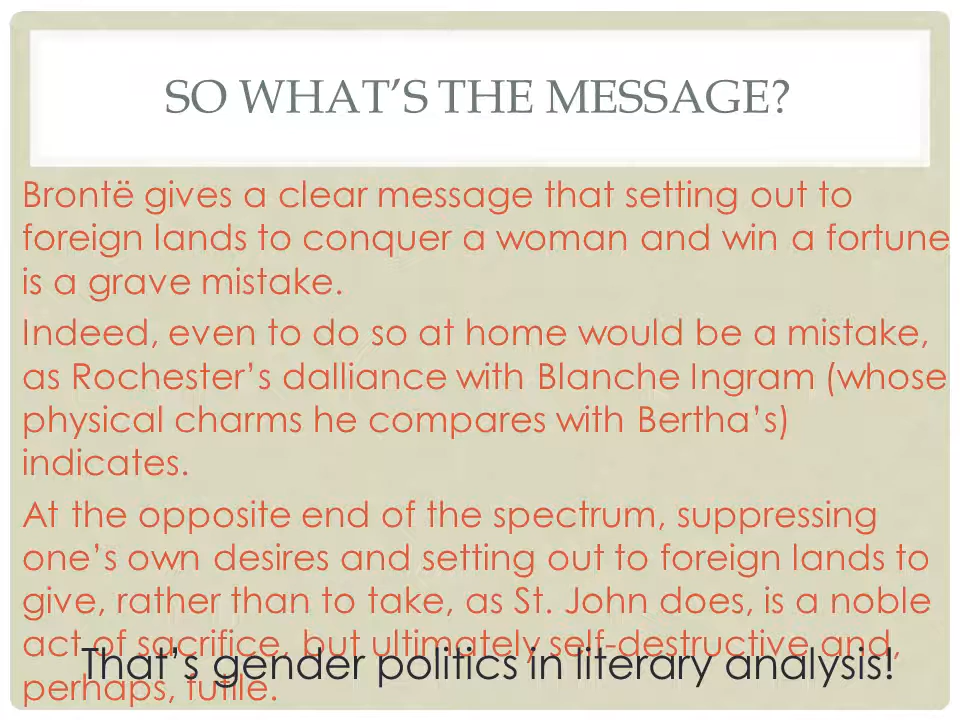 SO WHAT’S THE MESSAGE?
Brontë gives a clear message that setting out to
foreign lands to conquer a woman and win a fortune
is a grave mistake.
Indeed, even to do so at home would be a mistake,
as Rochester’s dalliance with Blanche Ingram (whose
physical charms he compares with Bertha’s)
indicates.
At the opposite end of the spectrum, suppressing
one’s own desires and setting out to foreign lands to
give, rather than to take, as St. John does, is a noble
act of sacrifice, but ultimately self-destructive and,
perhaps, futile.
That’s gender politics in literary analysis!